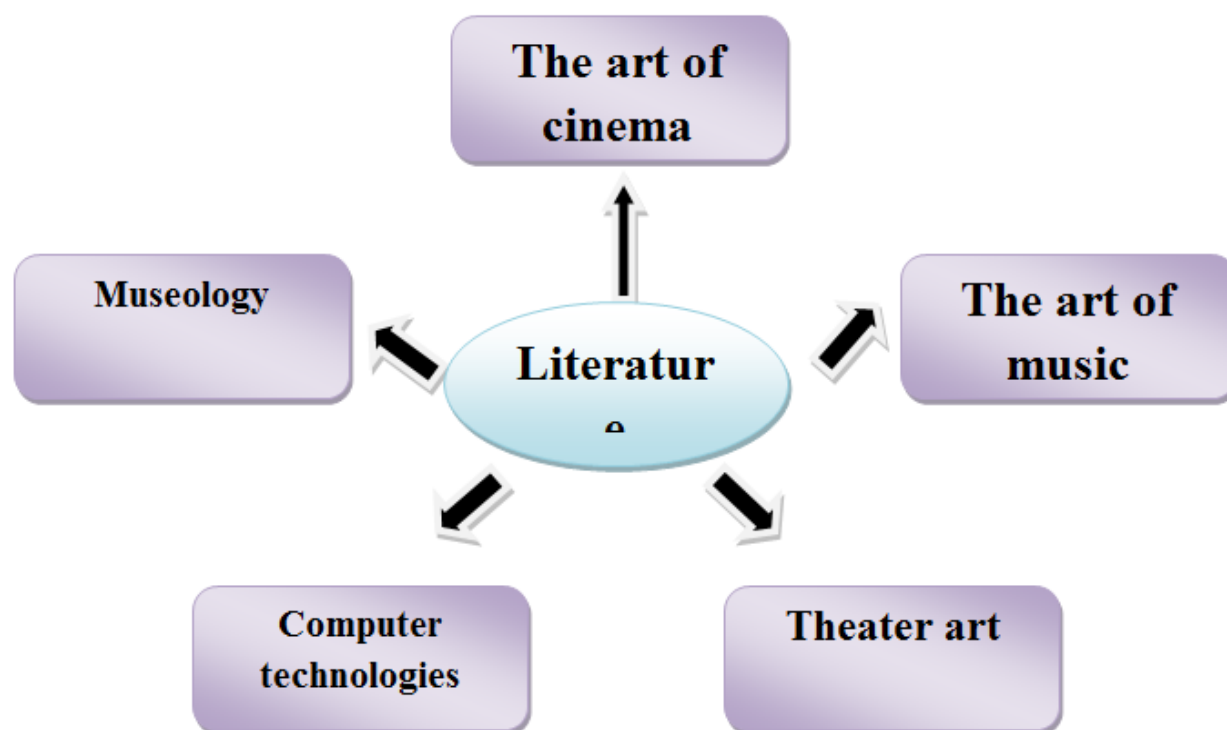 The art of
cinema
Museology
The art of
music
Literatur
e
Computer
technologies
Theater art